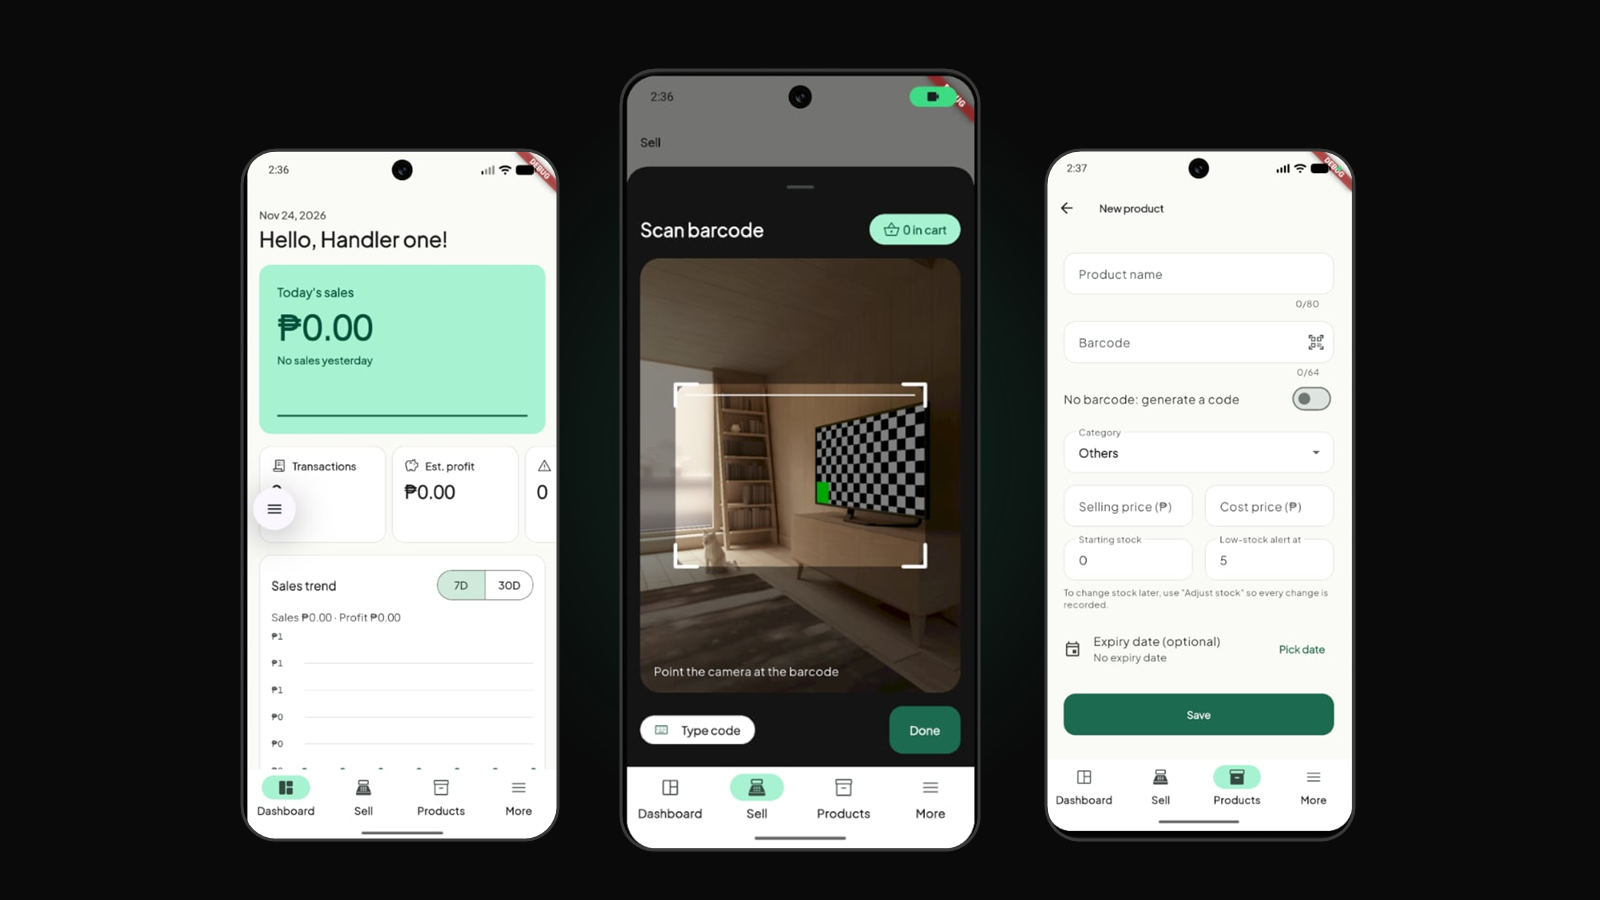 2:36
DEBUG
Nov 24, 2026
Hello, Handler one!
Today's sales
₱0.00
No sales yesterday
Transactions
Est. profit
₱0.00
0
Sales trend
7D
30D
Sales ₱0.00 · Profit ₱0.00
₱1
₱1
₱1
₱0
₱0
Dashboard
Sell
Products
More
2:36
Sell
Scan barcode
0 in cart
Point the camera at the barcode
Type code
Done
Dashboard
Sell
Products
More
2:37
DEBUG
New product
Product name
0/80
Barcode
0/64
No barcode: generate a code
Category
Others
Selling price (₱)
Cost price (₱)
Starting stock
0
Low-stock alert at
5
To change stock later, use "Adjust stock" so every change is
recorded.
Expiry date (optional)
No expiry date
Pick date
Save
Dashboard
Sell
Products
More